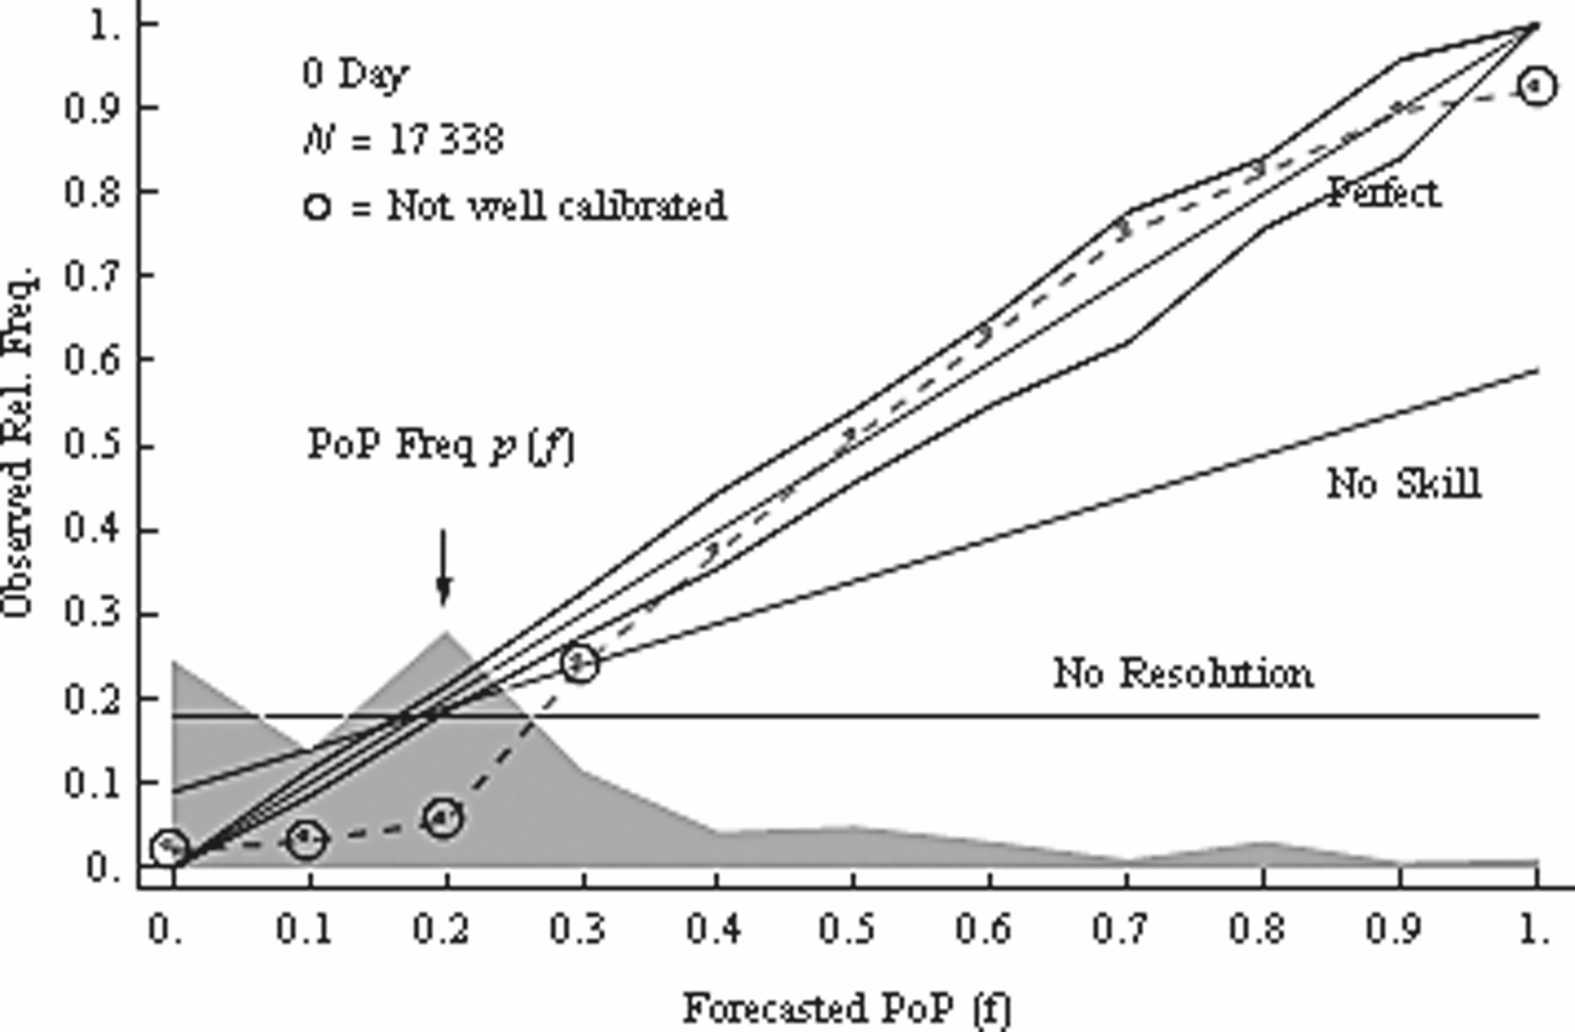 0 Day
N = 17 338
O = Not well calibrated
PoP Freq p (f)
Perfect
No Skill
No Resolution
Observed Rel. Freq.
1.
0.9
0.8
0.7
0.6
0.5
0.4
0.3
0.2
0.1
0.
0. 0.1 0.2 0.3 0.4 0.5 0.6 0.7 0.8 0.9 1.
Forecasted PoP (f)